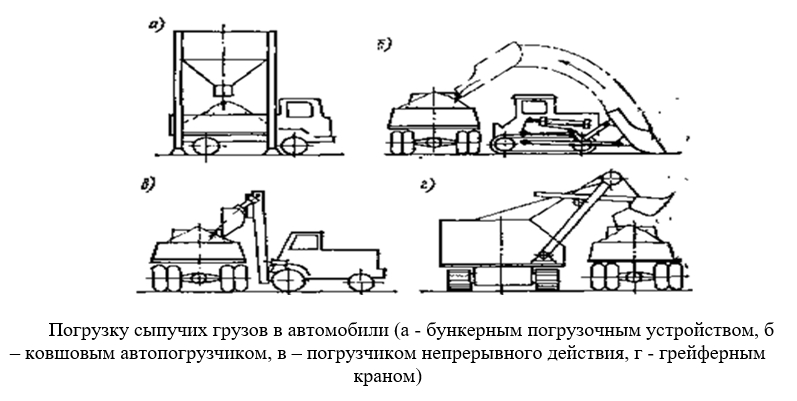 а)
б)
в)
г)
Погрузку сыпучих грузов в автомобили (а - бункерным погрузочным устройством, б
– ковшовым автопогрузчиком, в – погрузчиком непрерывного действия, г - грейферным
краном)